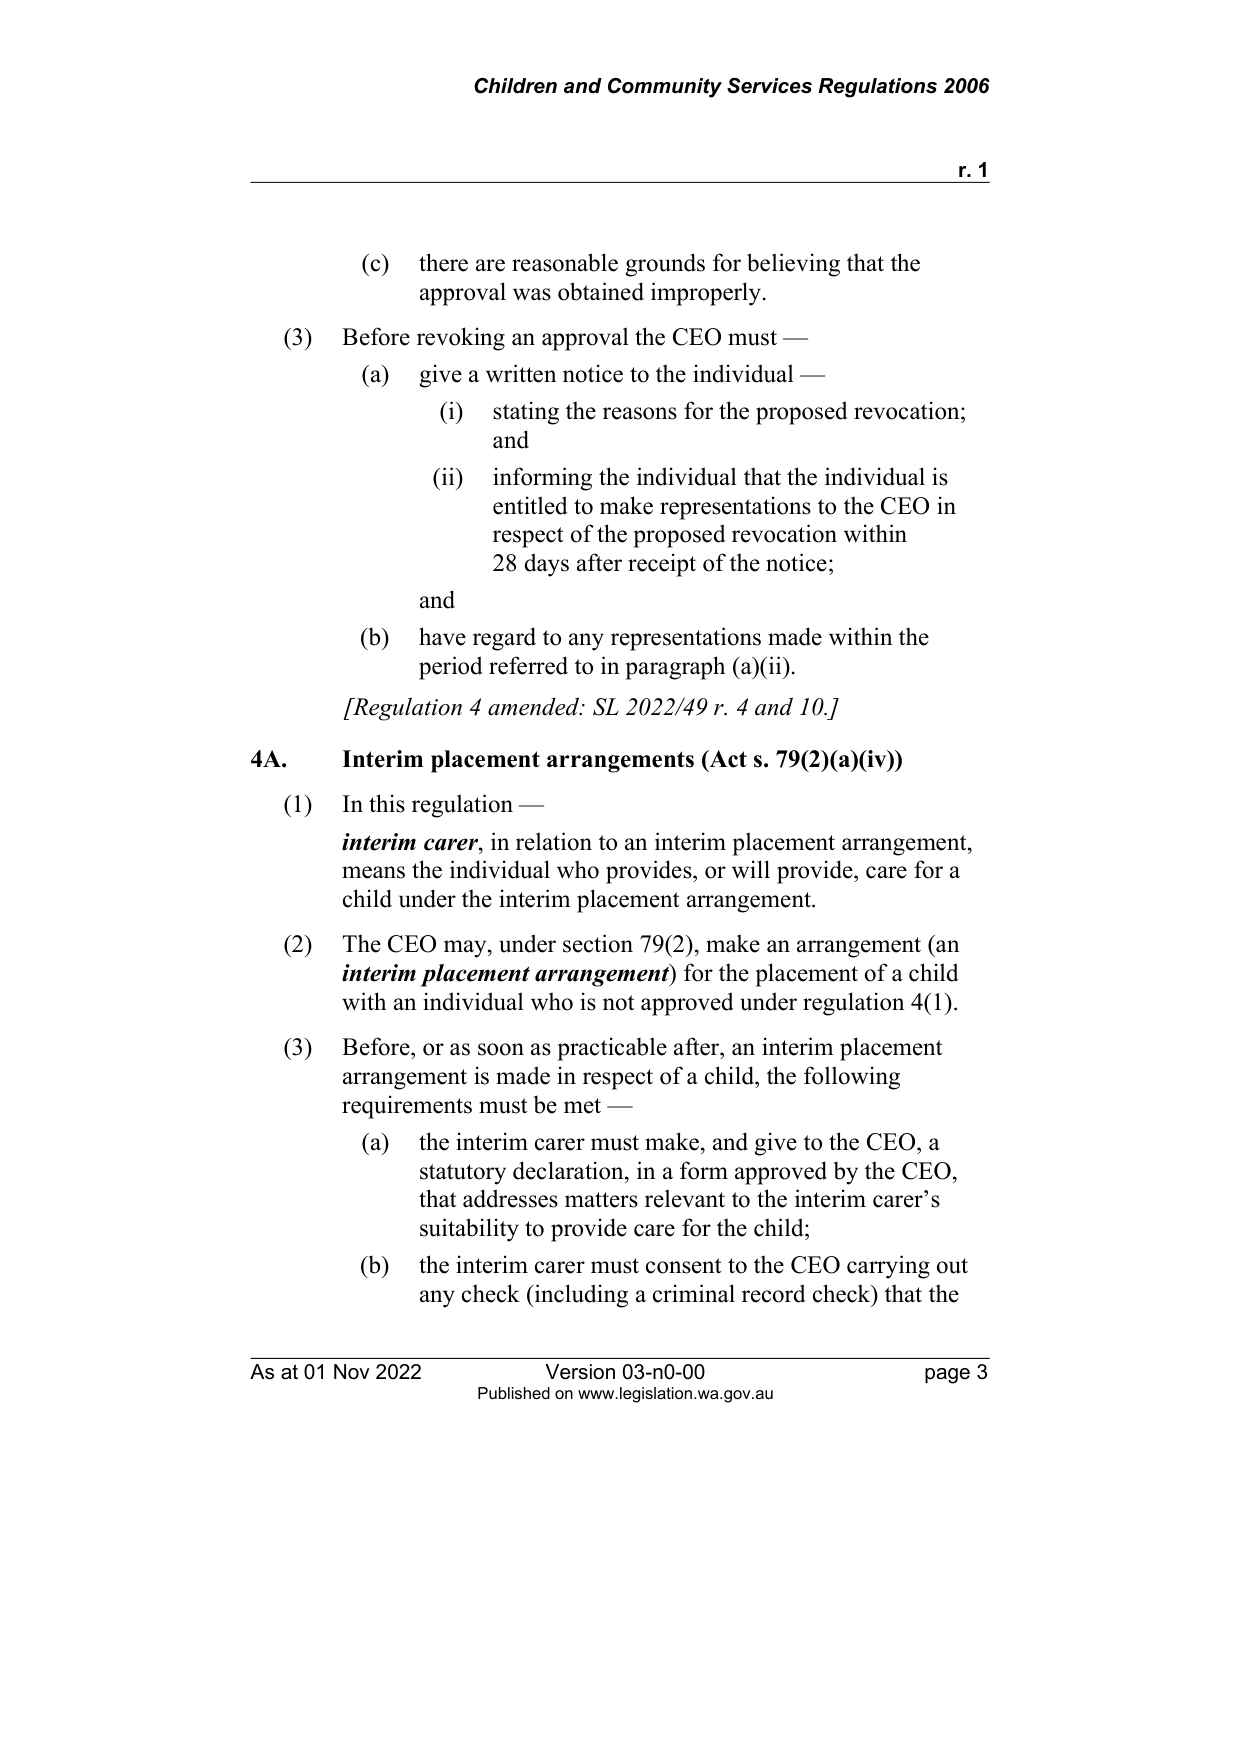 Children and Community Services Regulations 2006
r. 1
(c) there are reasonable grounds for believing that the
approval was obtained improperly.
(3) Before revoking an approval the CEO must —
(a) give a written notice to the individual —
(i) stating the reasons for the proposed revocation;
and
(ii) informing the individual that the individual is
entitled to make representations to the CEO in
respect of the proposed revocation within
28 days after receipt of the notice;
and
(b) have regard to any representations made within the
period referred to in paragraph (a)(ii).
[Regulation 4 amended: SL 2022/49 r. 4 and 10.]
4A. Interim placement arrangements (Act s. 79(2)(a)(iv))
(1) In this regulation —
interim carer, in relation to an interim placement arrangement,
means the individual who provides, or will provide, care for a
child under the interim placement arrangement.
(2) The CEO may, under section 79(2), make an arrangement (an
interim placement arrangement) for the placement of a child
with an individual who is not approved under regulation 4(1).
(3) Before, or as soon as practicable after, an interim placement
arrangement is made in respect of a child, the following
requirements must be met —
(a) the interim carer must make, and give to the CEO, a
statutory declaration, in a form approved by the CEO,
that addresses matters relevant to the interim carer’s
suitability to provide care for the child;
(b) the interim carer must consent to the CEO carrying out
any check (including a criminal record check) that the
As at 01 Nov 2022 Version 03-n0-00 page 3
Published on www.legislation.wa.gov.au